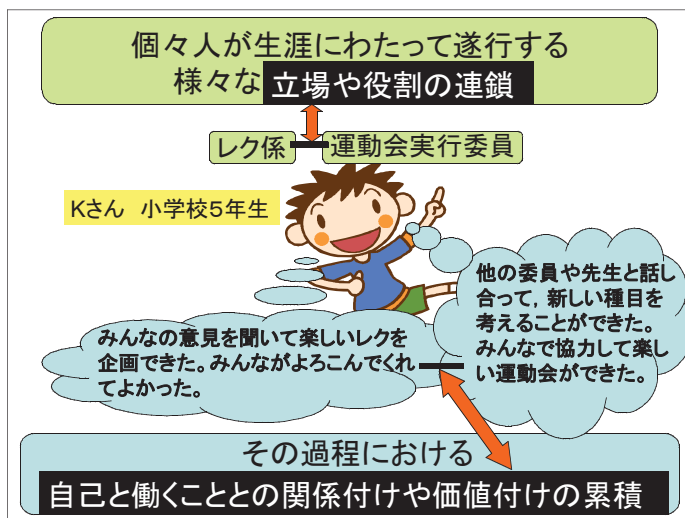 個々人が生涯にわたって遂行する
様々な 立場や役割の連鎖
レク係 運動会実行委員
Kさん 小学校5年生
他の委員や先生と話し
合って,新しい種目を
考えることができた。
みんなで協力して楽し
い運動会ができた。
みんなの意見を聞いて楽しいレクを
企画できた。みんながよろこんでくれ
てよかった。
その過程における
自己と働くこととの関係付けや価値付けの累積